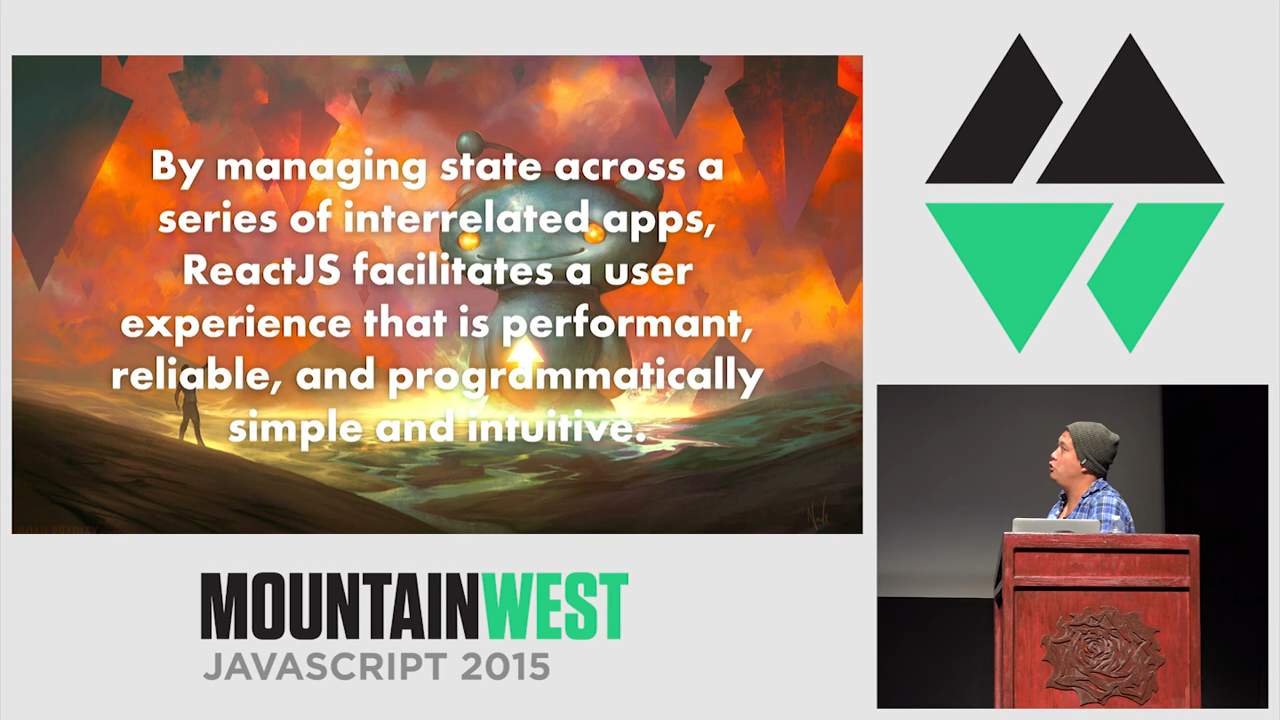 By managing state across a
series of interrelated apps,
ReactJS facilitates a user
experience that is performant,
reliable, and programmatically
simple and intuitive.
MOUNTAINWEST
JAVASCRIPT 2015